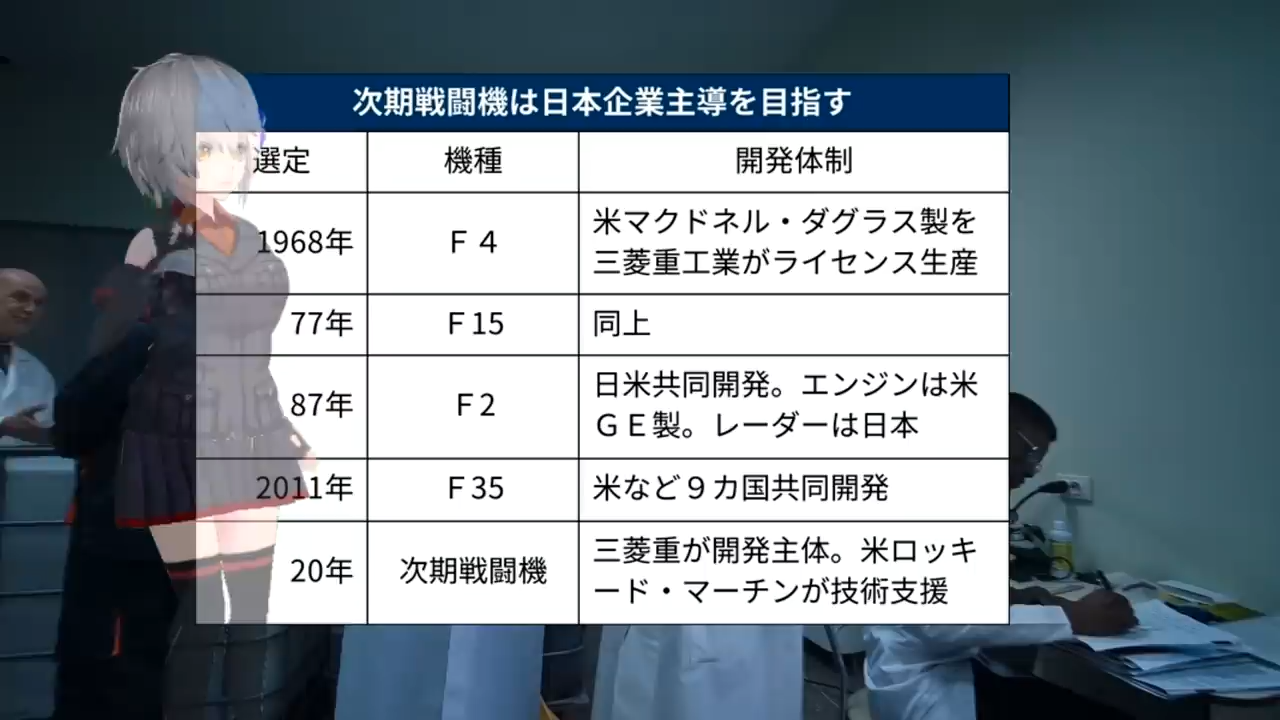 次期戦闘機は日本企業主導を目指す
選定 機種 開発体制
1968年 Ｆ４ 米マクドネル・ダグラス製を
三菱重工業がライセンス生産
77年 Ｆ15 同上
87年 Ｆ2 日米共同開発。エンジンは米
ＧＥ製。レーダーは日本
2011年 Ｆ35 米など９カ国共同開発
20年 次期戦闘機 三菱重が開発主体。米ロッキ
ード・マーチンが技術支援